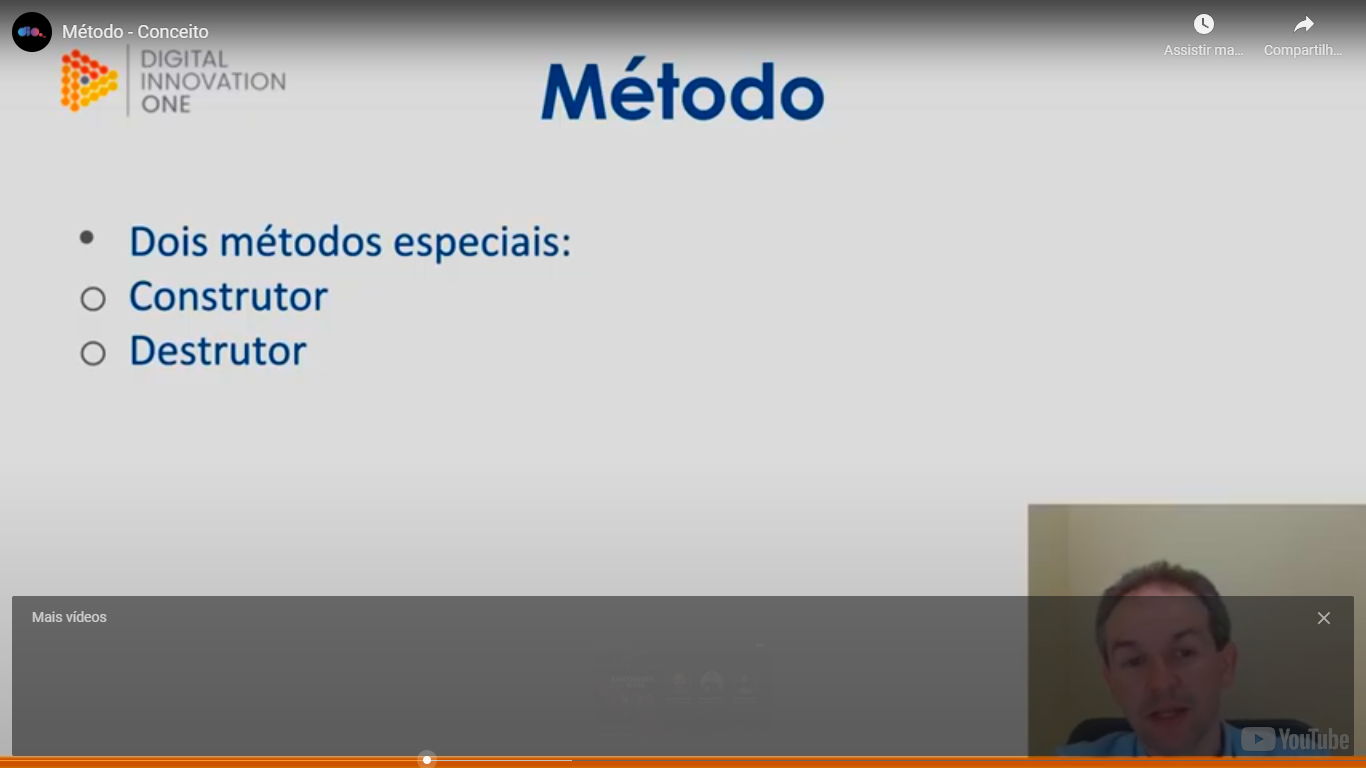 Método - Conceito
Assistir ma...
Compartilh...
DIGITAL
INNOVATION
ONE
Método
Dois métodos especiais:
Construtor
Destrutor
Mais vídeos
YouTube